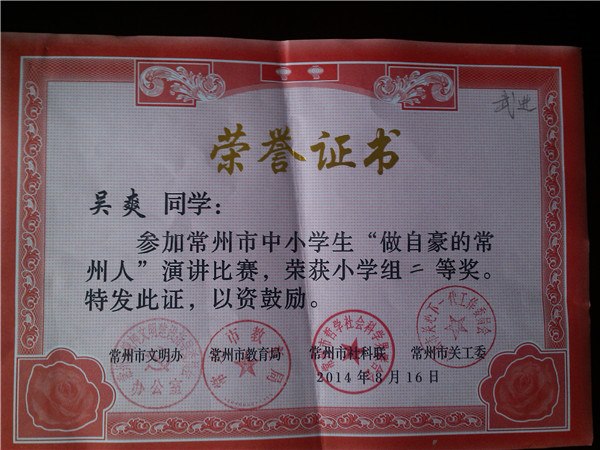 武进
荣誉证书
吴爽 同学：
参加常州市中小学生“做自豪的常
州人”演讲比赛，荣获小学组二等奖。
特发此证，以资鼓励。
常州市文明办 常州市教育局 常州市社科联 常州市关工委
2014年8月16日